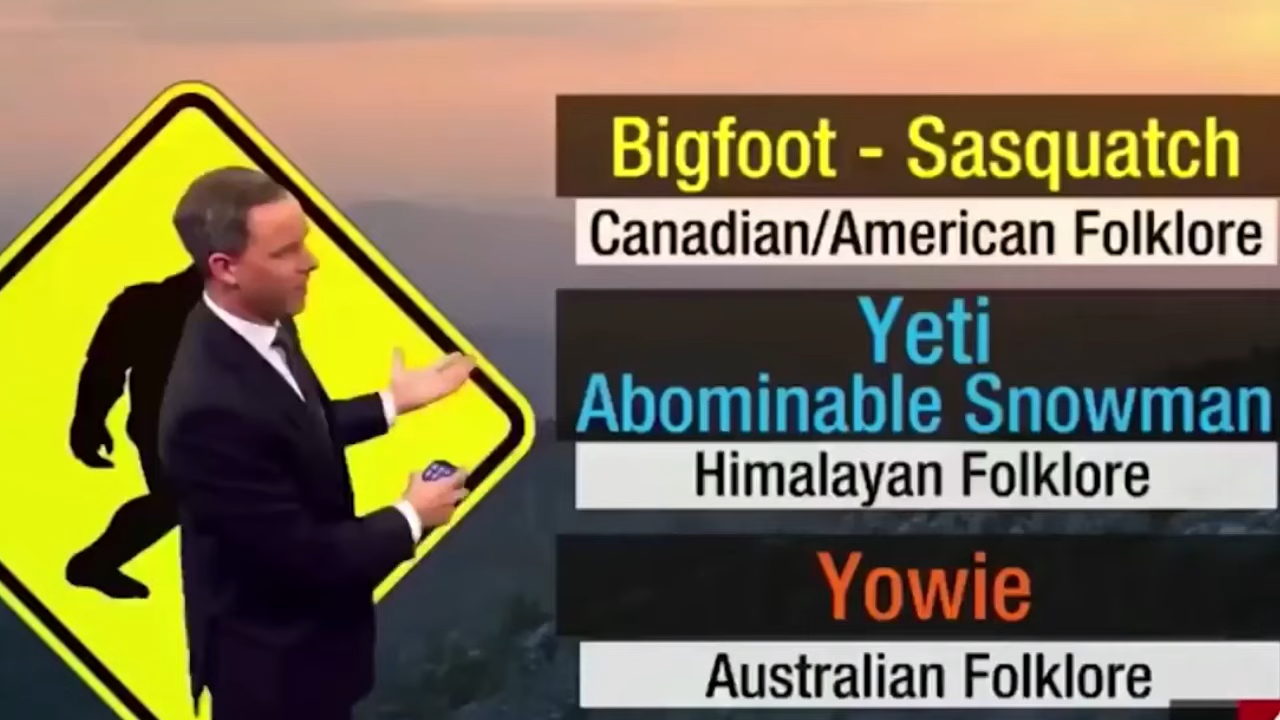 Bigfoot - Sasquatch
Canadian/American Folklore
Yeti
Abominable Snowman
Himalayan Folklore
Yowie
Australian Folklore